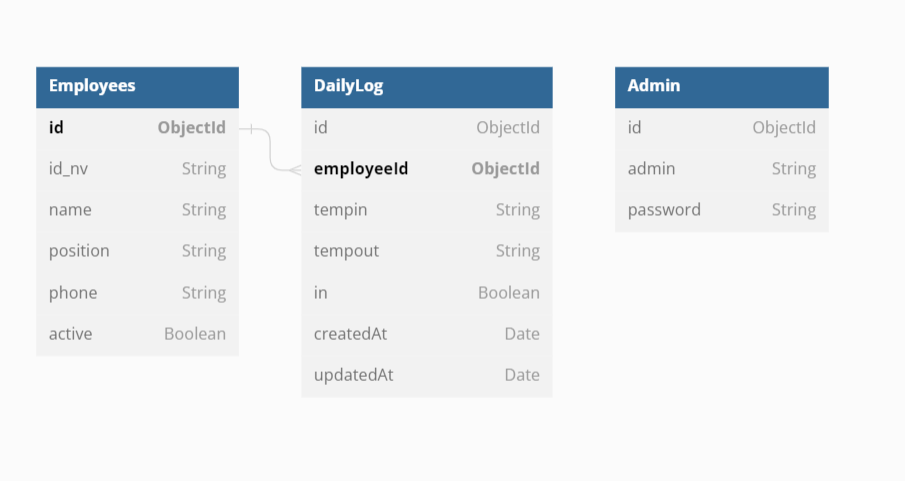 Employees
id ObjectId
id_nv String
name String
position String
phone String
active Boolean
DailyLog
id ObjectId
employeeId ObjectId
tempin String
tempout String
in Boolean
createdAt Date
updatedAt Date
Admin
id ObjectId
admin String
password String